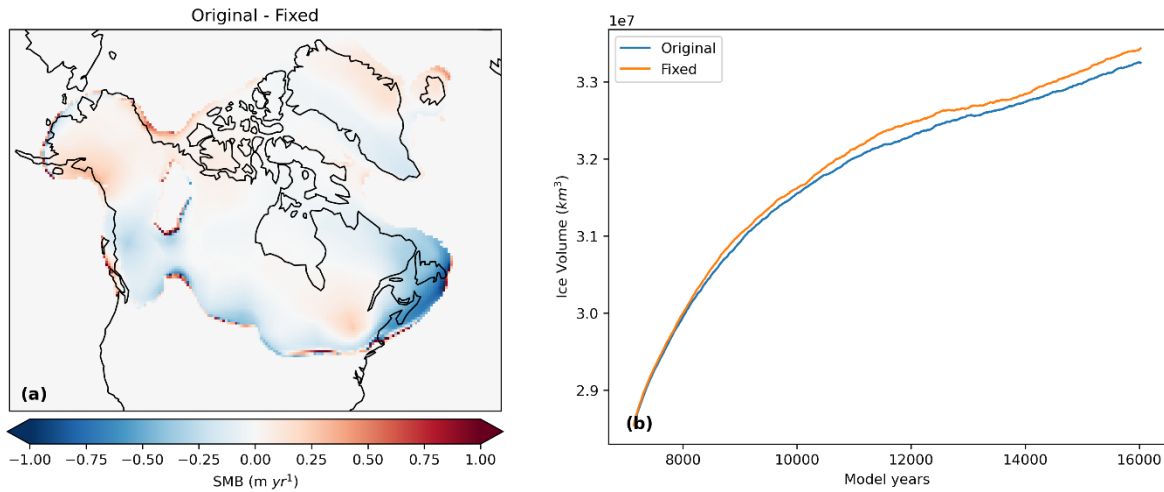 Original - Fixed
(a)
−1.00 −0.75 −0.50 −0.25 0.00 0.25 0.50 0.75 1.00
SMB (m yr¹)
1e7
Original
Fixed
3.3
3.2
3.1
3.0
2.9
Ice Volume (km³)
(b)
8000 10000 12000 14000 16000
Model years